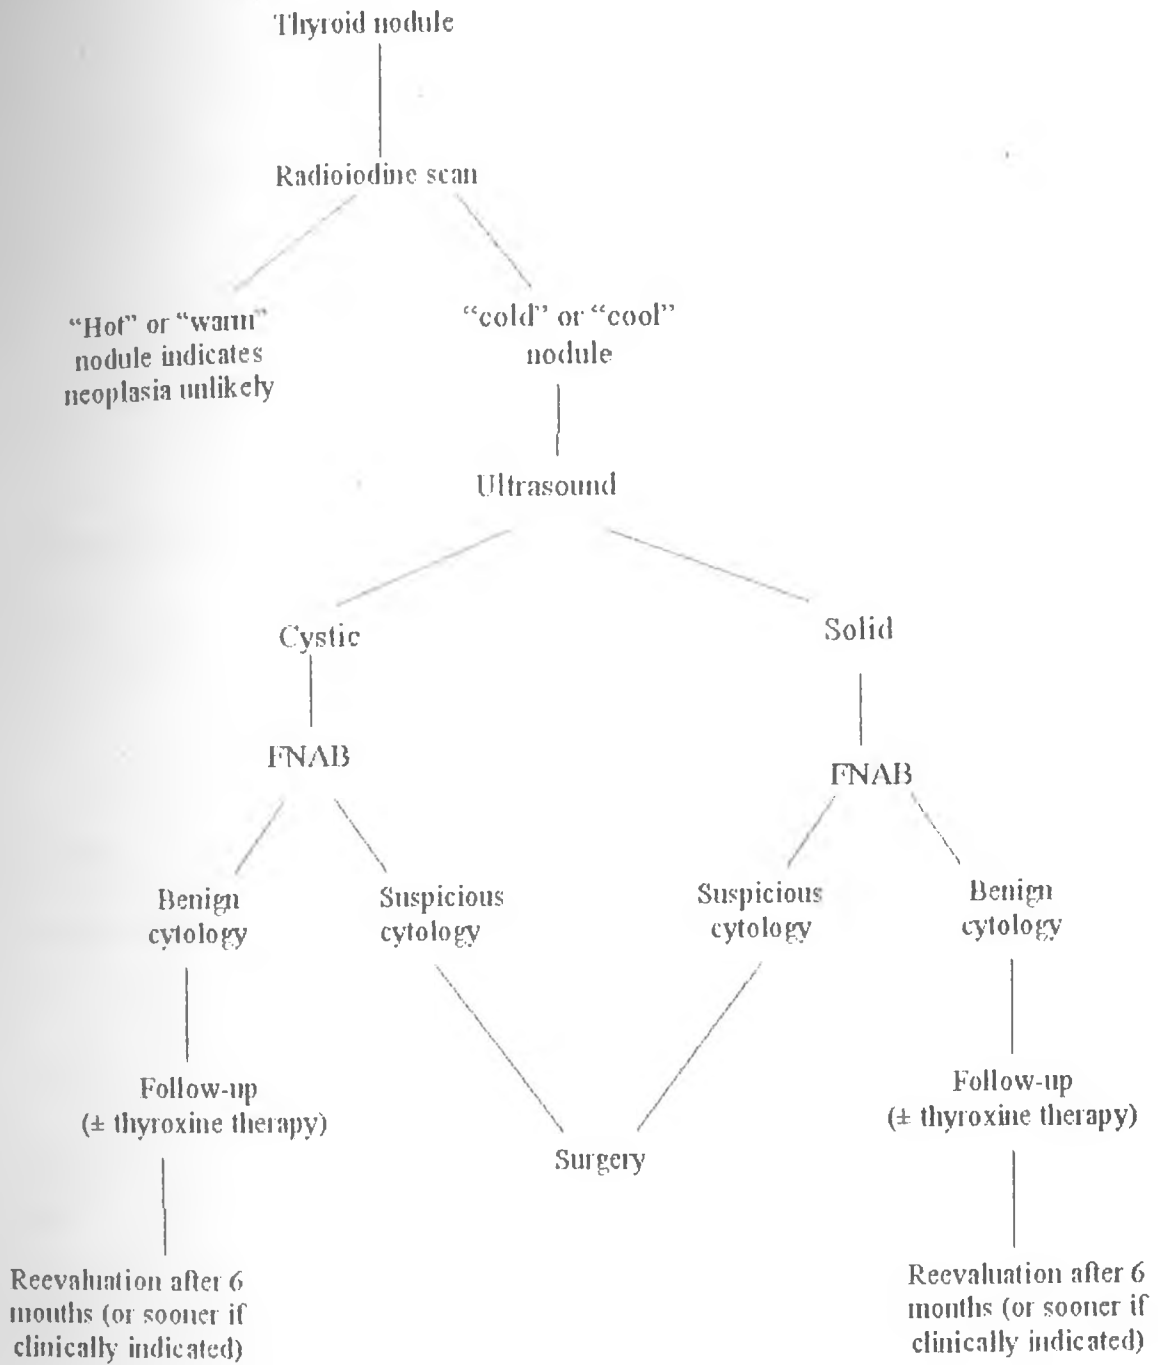 Thyroid nodule
Radioiodine scan
“Hot” or “warm”
nodule indicates
neoplasia unlikely
“cold” or “cool”
nodule
Ultrasound
Cystic
Solid
FNAB
FNAB
Benign
cytology
Suspicious
cytology
Suspicious
cytology
Benign
cytology
Follow-up
(± thyroxine therapy)
Follow-up
(± thyroxine therapy)
Surgery
Reevaluation after 6
months (or sooner if
clinically indicated)
Reevaluation after 6
months (or sooner if
clinically indicated)